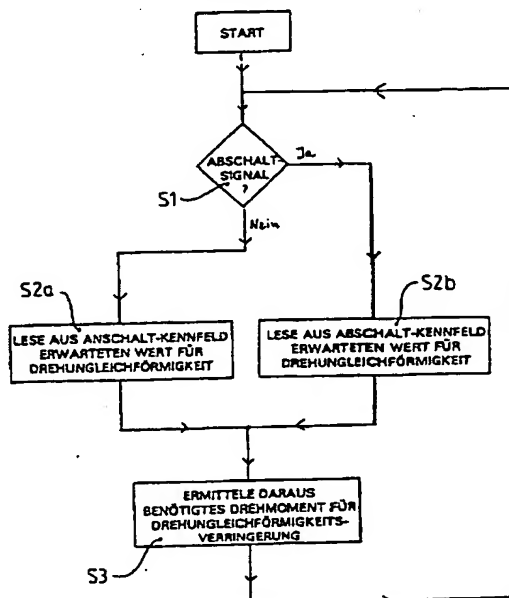 START
ABSCHALT-
SIGNAL
?
Ja
S1
Nein
S2a
S2b
LESE AUS ANSCHALT-KENNFELD
ERWARTETEN WERT FÜR
DREHUNGLEICHFÖRMIGKEIT
LESE AUS ABSCHALT-KENNFELD
ERWARTETEN WERT FÜR
DREHUNGLEICHFÖRMIGKEIT
ERMITTELE DARAUS
BENÖTIGTES DREHMOMENT FÜR
DREHUNGLEICHFÖRMIGKEITS-
VERRINGERUNG
S3